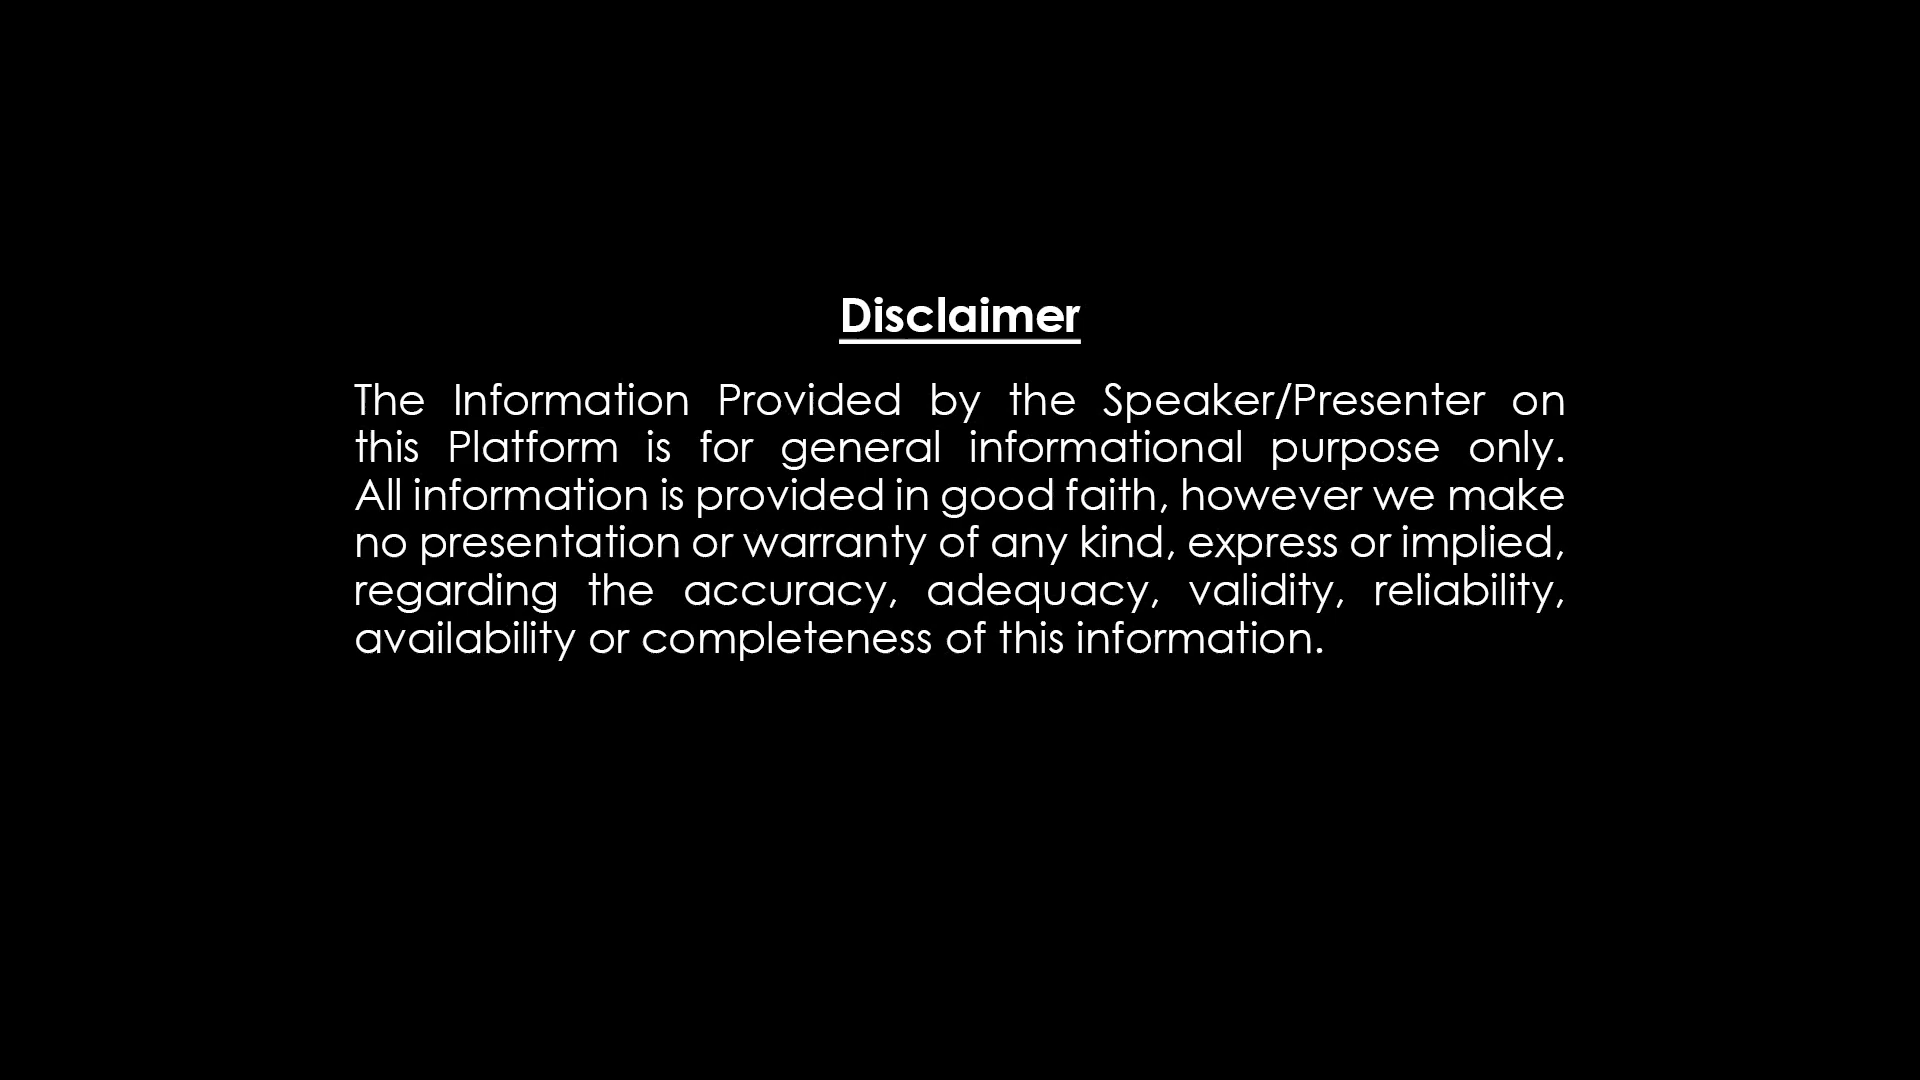 Disclaimer
The Information Provided by the Speaker/Presenter on
this Platform is for general informational purpose only.
All information is provided in good faith, however we make
no presentation or warranty of any kind, express or implied,
regarding the accuracy, adequacy, validity, reliability,
availability or completeness of this information.